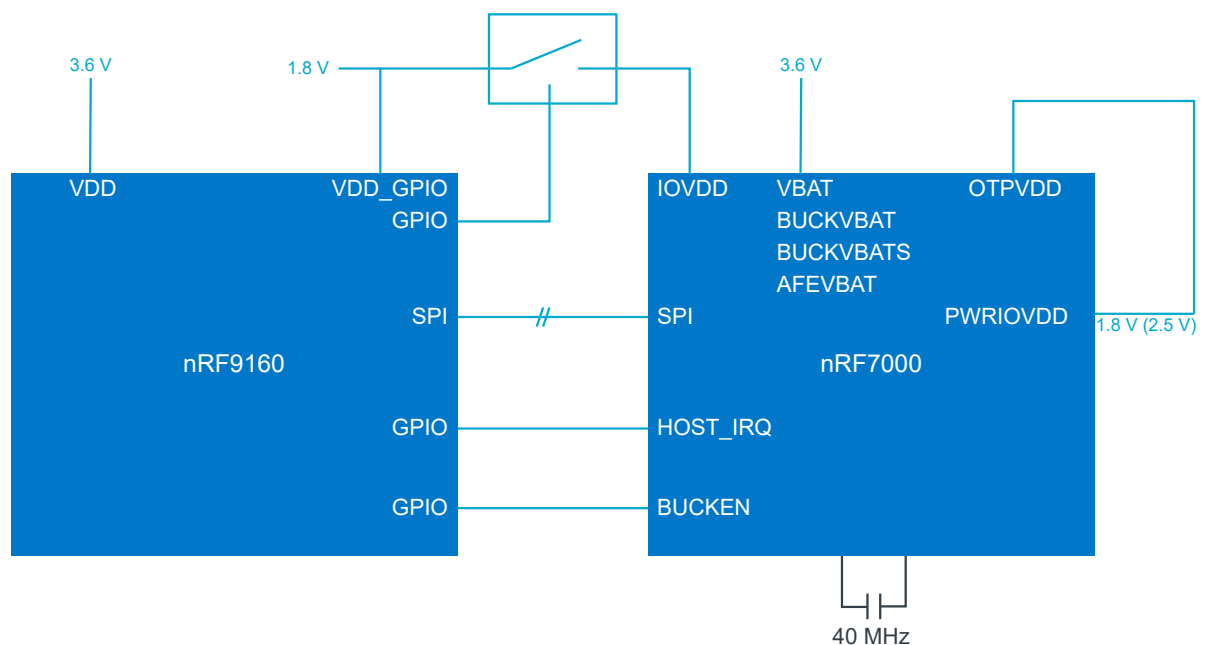 3.6 V
1.8 V
3.6 V
VDD
VDD_GPIO
IOVDD
VBAT
OTPVDD
GPIO
BUCKVBAT
BUCKVBATS
AFEVBAT
SPI
SPI
PWRIOVDD
1.8 V (2.5 V)
nRF9160
nRF7000
GPIO
HOST_IRQ
GPIO
BUCKEN
40 MHz